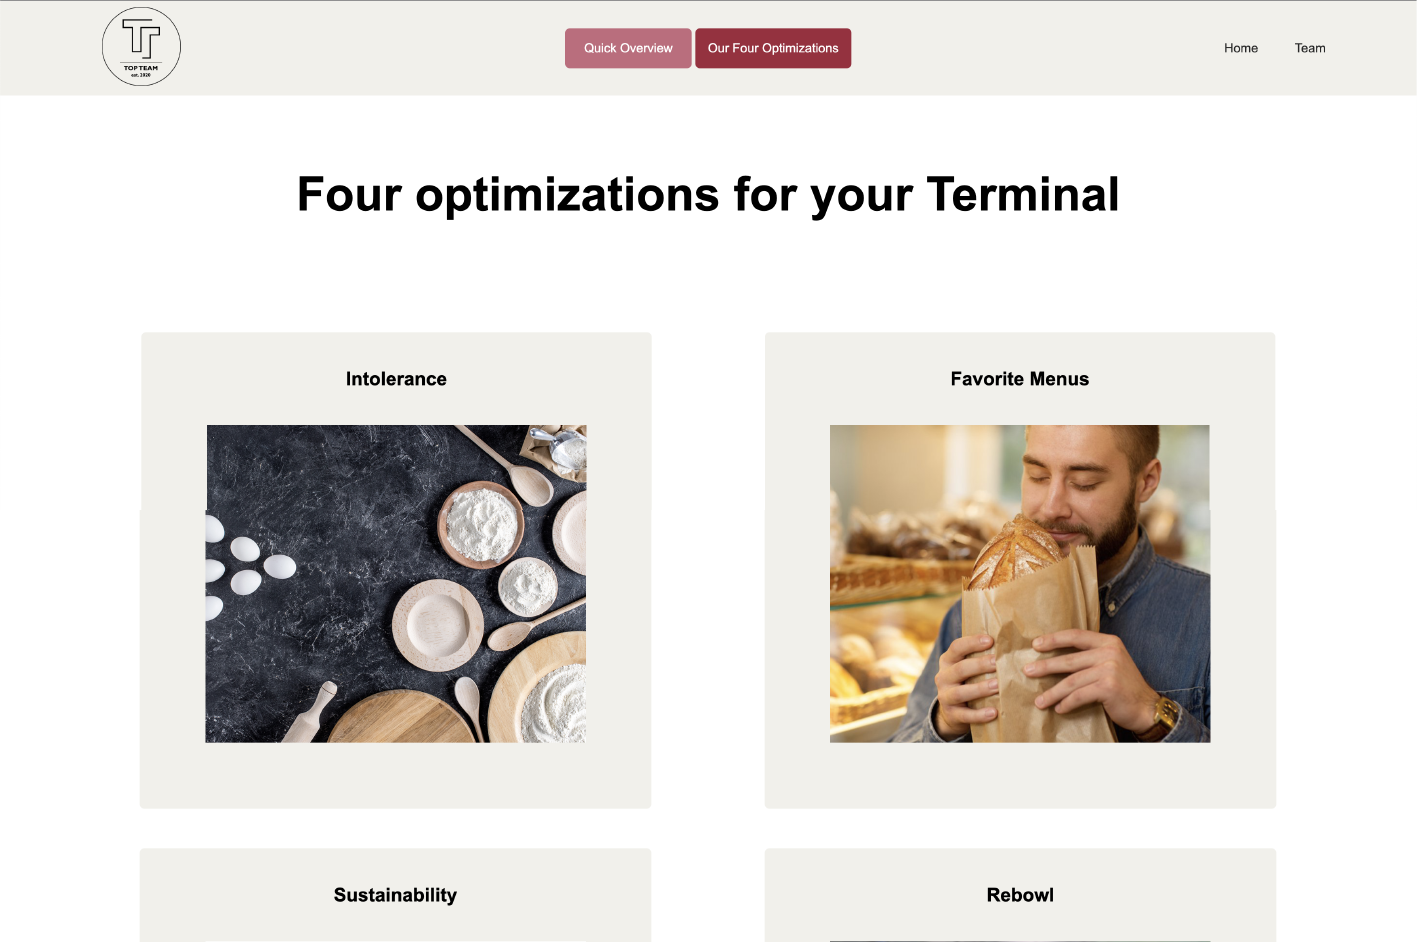 TT
TOP TEAM
est. 2020
Quick Overview
Our Four Optimizations
Home
Team
Four optimizations for your Terminal
Intolerance
Favorite Menus
Sustainability
Rebowl